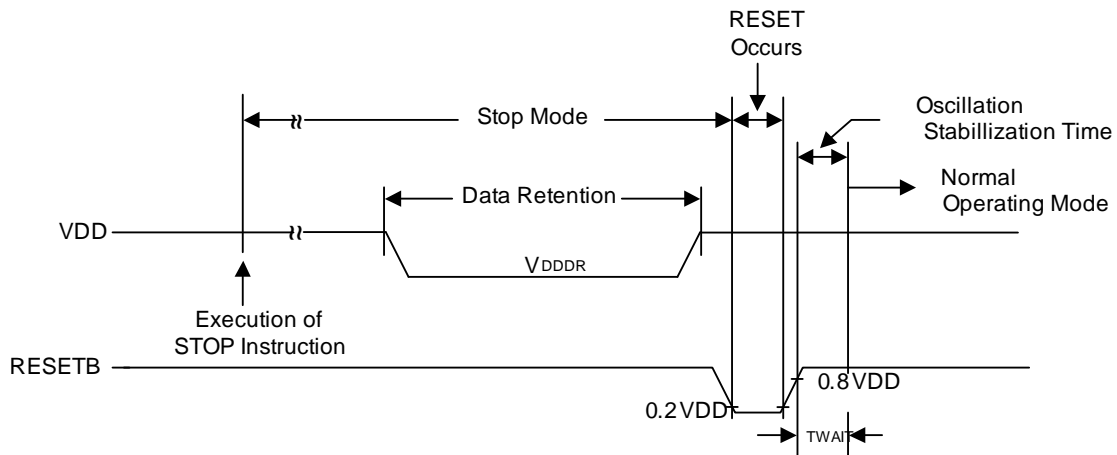 RESET
Occurs
Stop Mode
Oscillation
Stabillization Time
Data Retention
Normal
Operating Mode
VDD
VDDDR
Execution of
STOP Instruction
RESETB
0.8VDD
0.2VDD
TWAIT